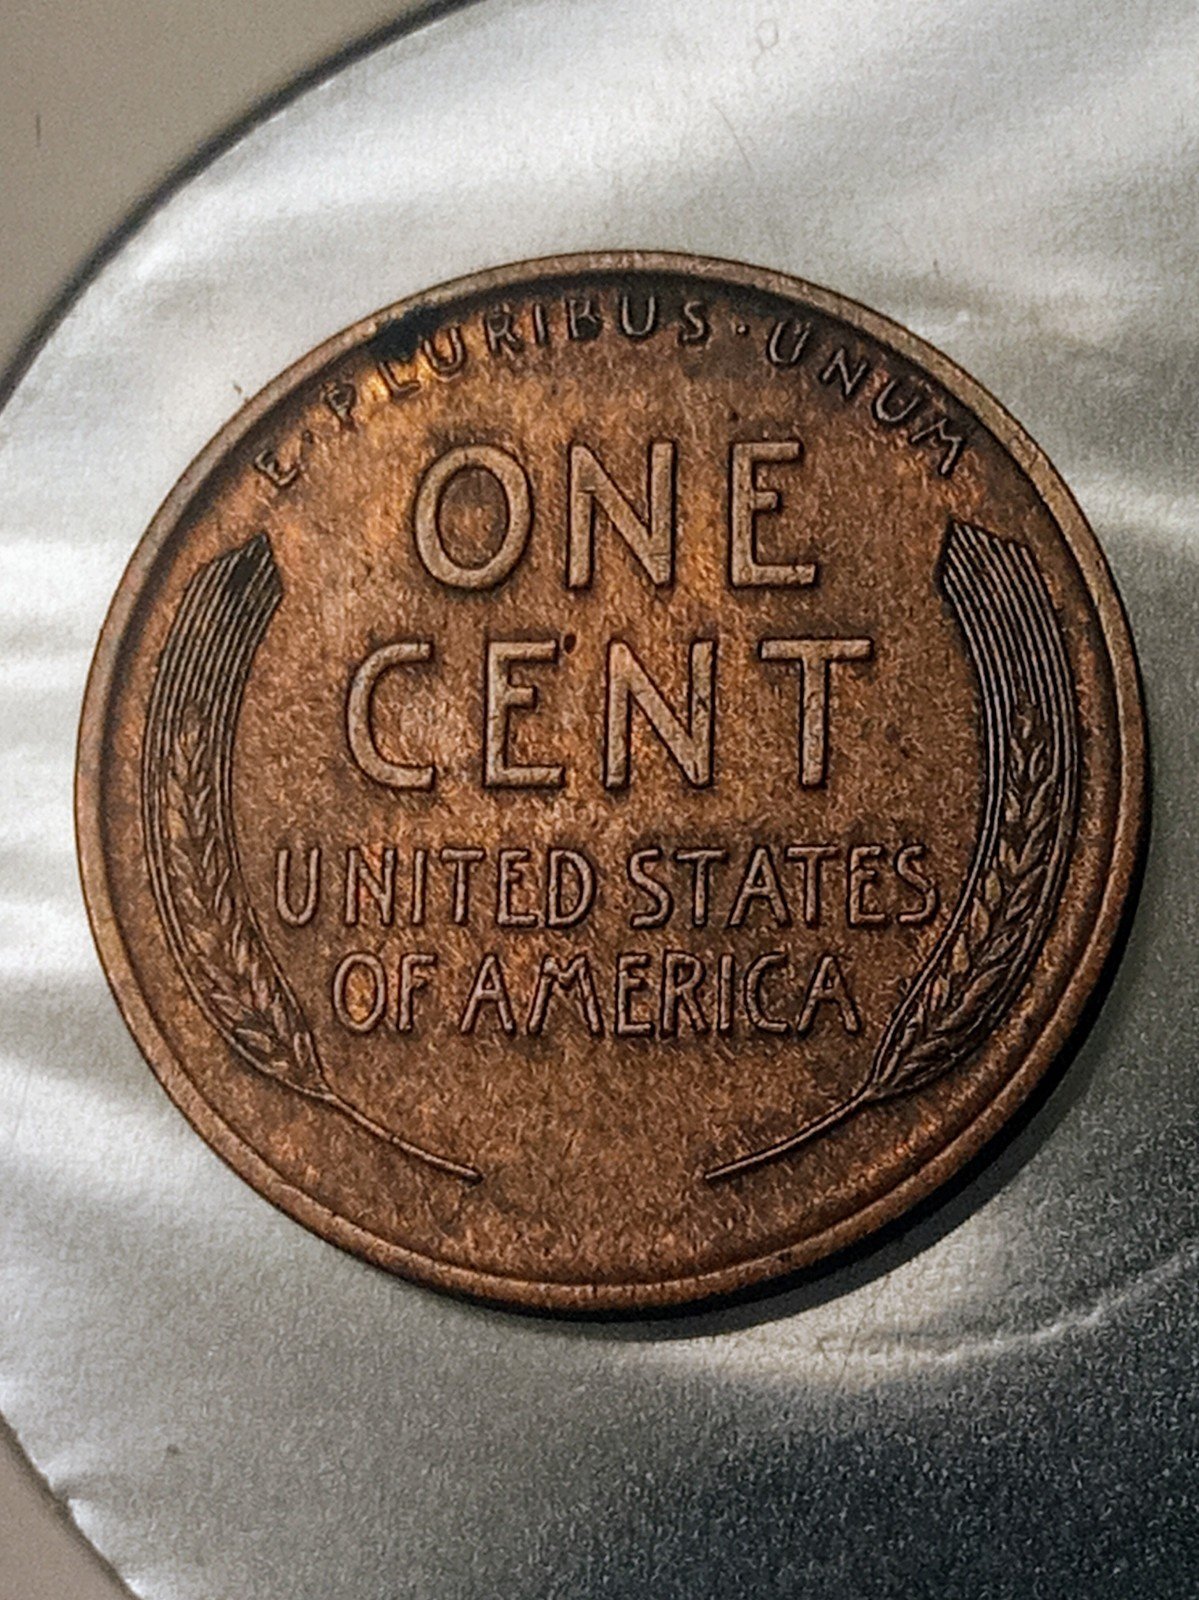 E · PLURIBUS · UNUM
ONE
CENT
UNITED STATES
OF AMERICA